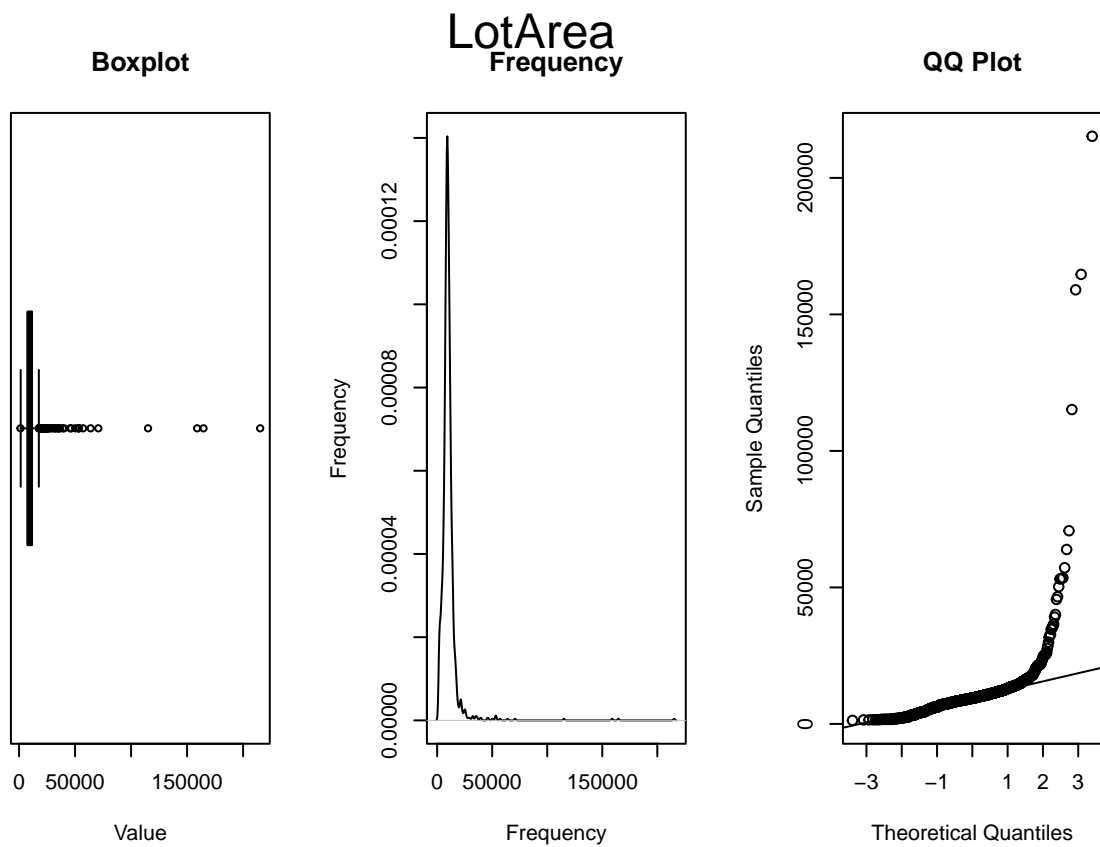 LotArea
Boxplot
0 50000 150000
Value
Frequency
Frequency
0.00000 0.00004 0.00008 0.00012
0 50000 150000
Frequency
QQ Plot
Sample Quantiles
0 50000 100000 150000 200000
−3 −1 1 2 3
Theoretical Quantiles